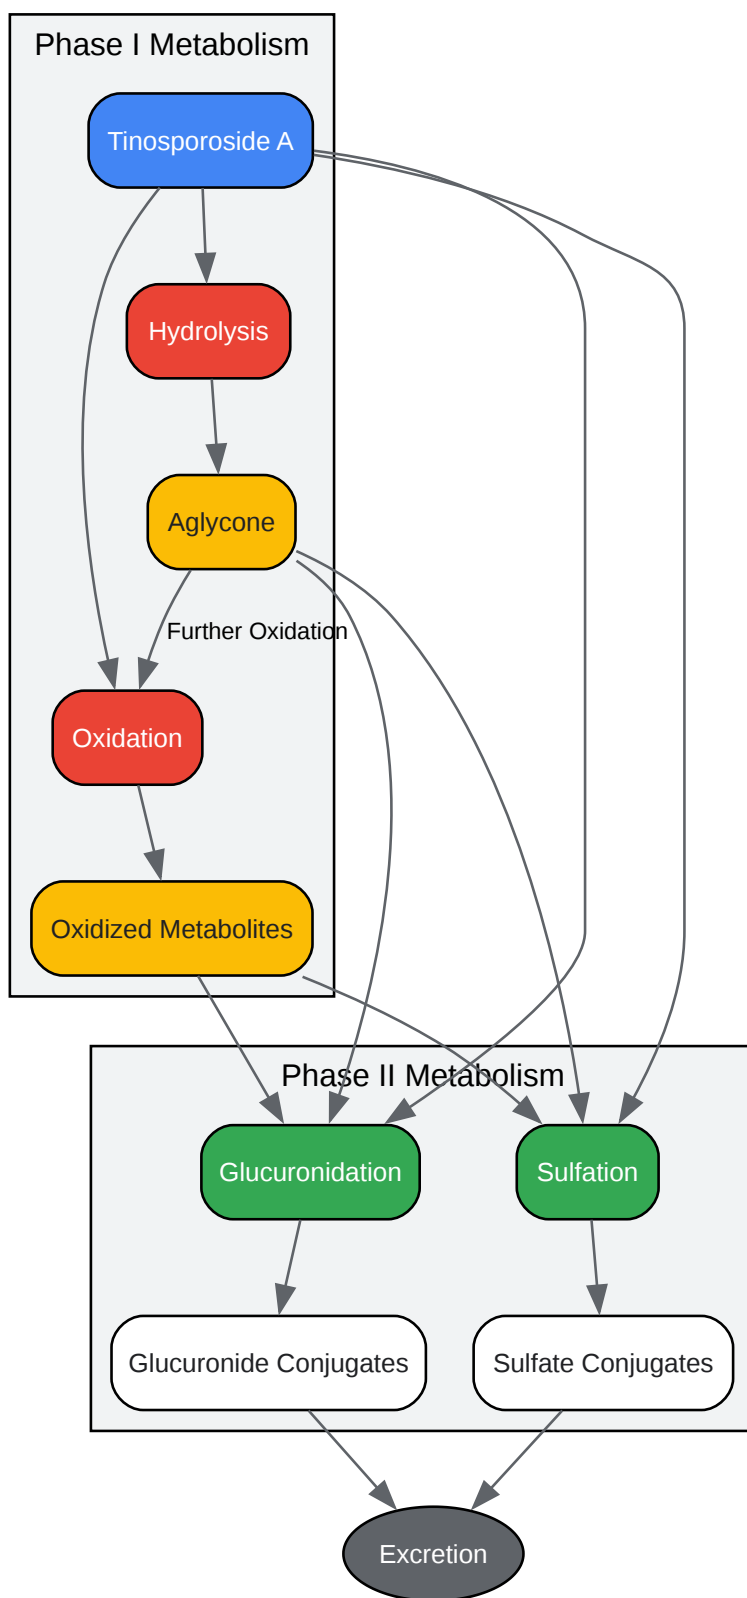 Phase I Metabolism
Tinosporoside A
Hydrolysis
Aglycone
Further Oxidation
Oxidation
Oxidized Metabolites
Phase II Metabolism
Glucuronidation
Sulfation
Glucuronide Conjugates
Sulfate Conjugates
Excretion